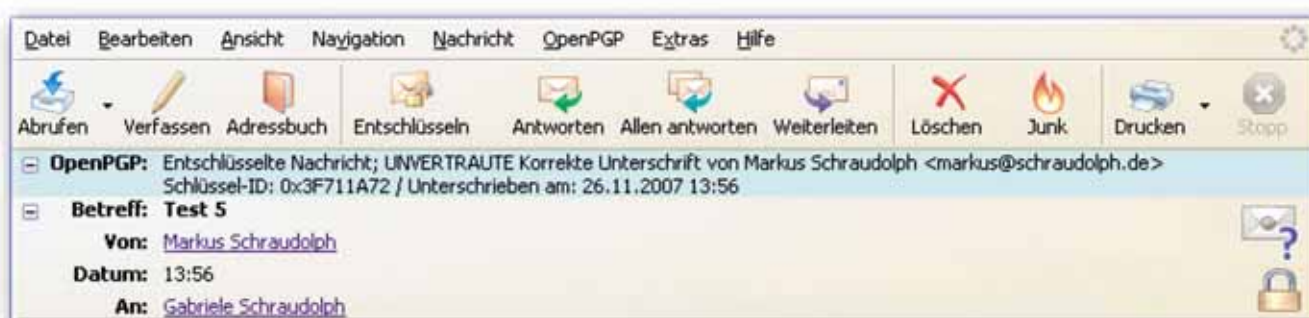 Datei Bearbeiten Ansicht Navigation Nachricht OpenPGP Extras Hilfe
Abrufen Verfassen Adressbuch Entschlüsseln Antworten Allen antworten Weiterleiten Löschen Junk Drucken Stopp
OpenPGP: Entschlüsselte Nachricht; UNVERTRAUTE Korrekte Unterschrift von Markus Schraudolph <markus@schraudolph.de>
Schlüssel-ID: 0x3F711A72 / Unterschrieben am: 26.11.2007 13:56
Betreff: Test 5
Von: Markus Schraudolph
Datum: 13:56
An: Gabriele Schraudolph